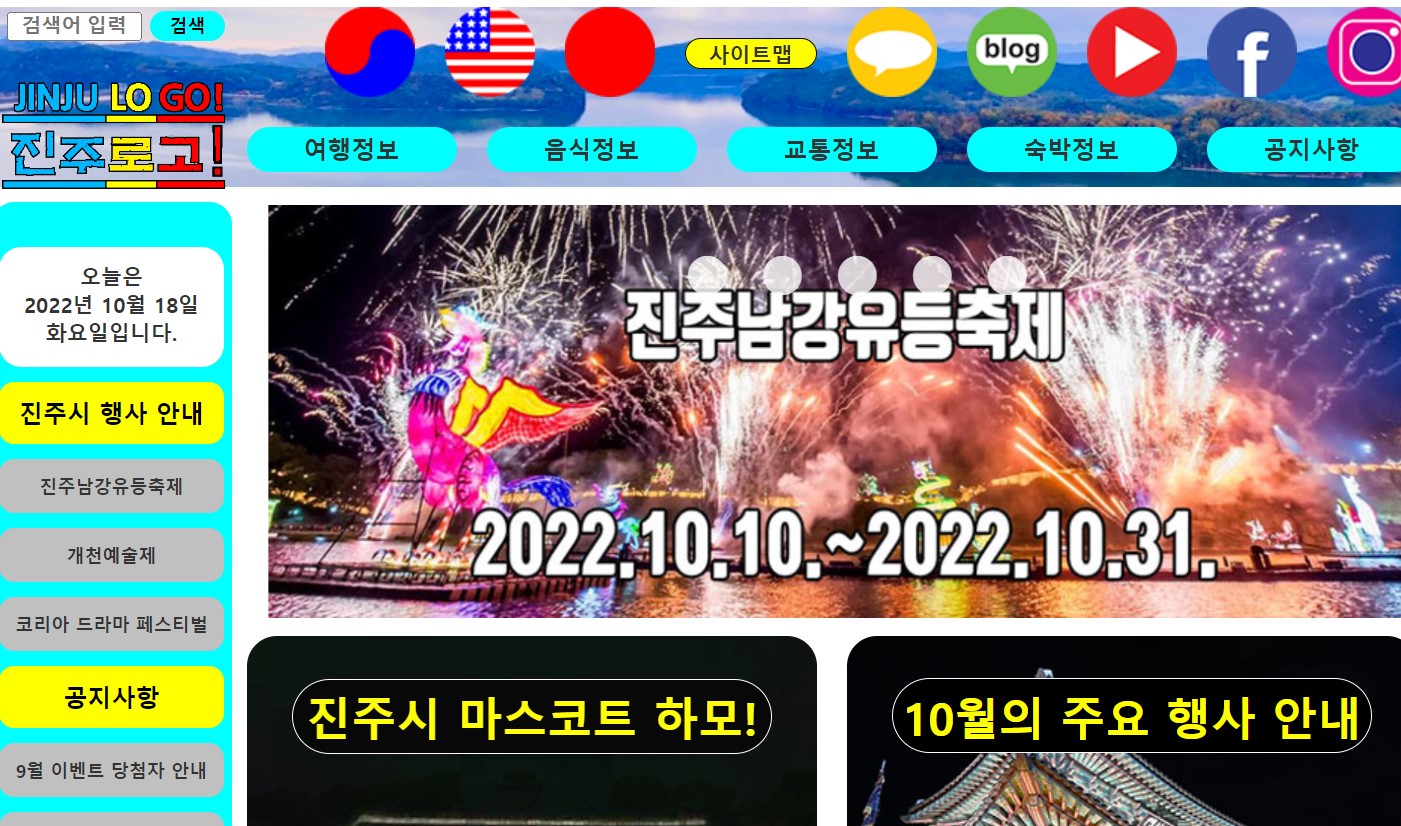 검색어 입력
검색
사이트맵
blog
f
JINJU LO GO!
진주로고!
여행정보
음식정보
교통정보
숙박정보
공지사항
오늘은
2022년 10월 18일
화요일입니다.
진주시 행사 안내
진주남강유등축제
개천예술제
코리아 드라마 페스티벌
공지사항
9월 이벤트 당첨자 안내
진주남강유등축제
2022.10.10.~2022.10.31.
진주시 마스코트 하모!
10월의 주요 행사 안내